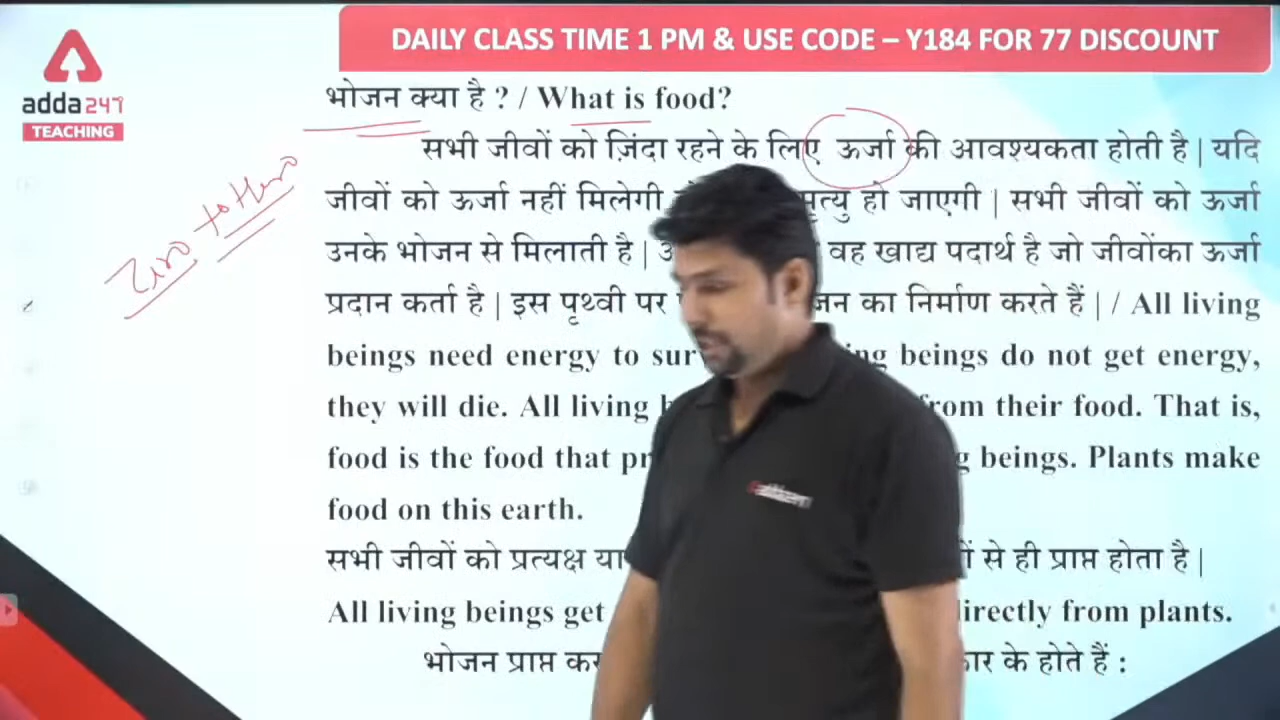 DAILY CLASS TIME 1 PM & USE CODE – Y184 FOR 77 DISCOUNT
adda247
TEACHING
भोजन क्या है ? / What is food?
सभी जीवों को ज़िंदा रहने के लिए ऊर्जा की आवश्यकता होती है | यदि
जीवों को ऊर्जा नहीं मिलेगी मृत्यु हो जाएगी | सभी जीवों को ऊर्जा
उनके भोजन से मिलाती है | वह खाद्य पदार्थ है जो जीवोंका ऊर्जा
प्रदान कर्ता है | इस पृथ्वी पर का निर्माण करते हैं | / All living
beings need energy to beings do not get energy,
they will die. All living from their food. That is,
food is the food that beings. Plants make
food on this earth.
सभी जीवों को प्रत्यक्ष या से ही प्राप्त होता है |
All living beings get from plants.
भोजन प्राप्त के होते हैं :
Zero to Hero